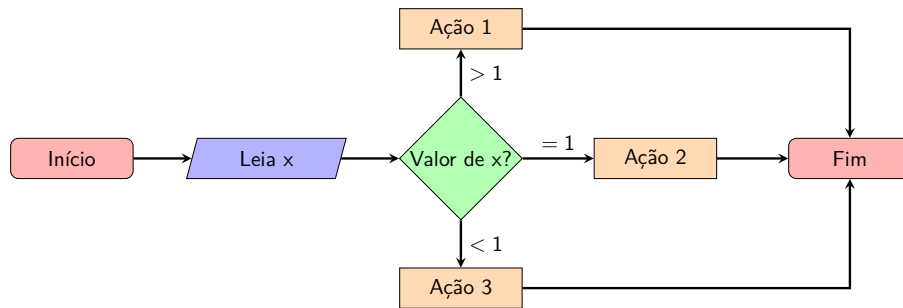 Ação 1
> 1
Início
Leia x
Valor de x?
= 1
Ação 2
Fim
< 1
Ação 3